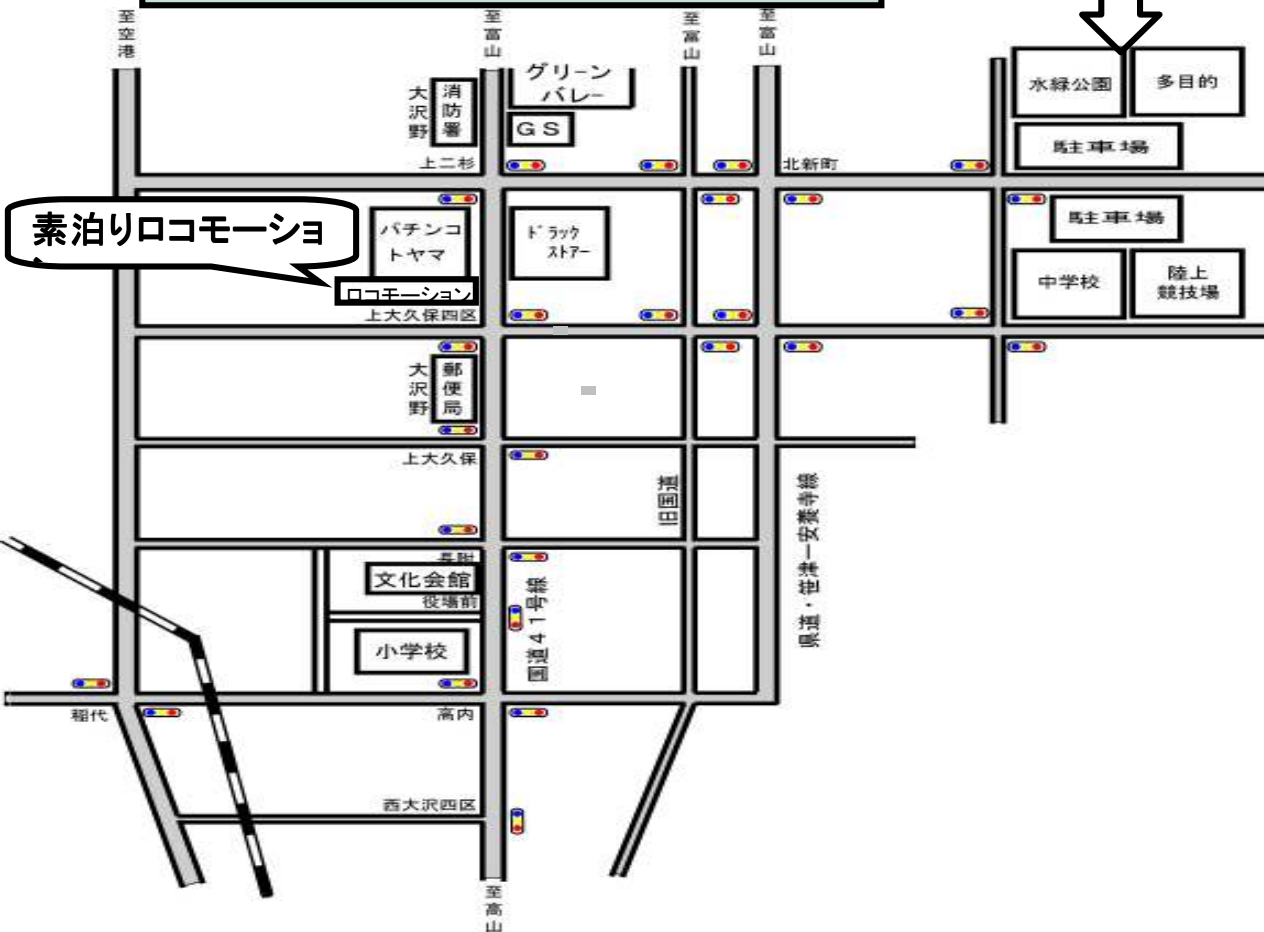 至空港
至富山
至富山
至富山
グリーン
バレー
大沢野
消防署
GS
水緑公園
多目的
駐車場
上二杉
北新町
素泊りロコモーショ
パチンコ
トヤマ
ドラック
ストアー
駐車場
中学校
陸上
競技場
ロコモーション
上大久保四区
大沢野
郵便局
上大久保
旧国道
県道・笹津一安養寺線
長附
文化会館
役場前
国道41号線
小学校
稲代
高内
西大沢四区
至高山